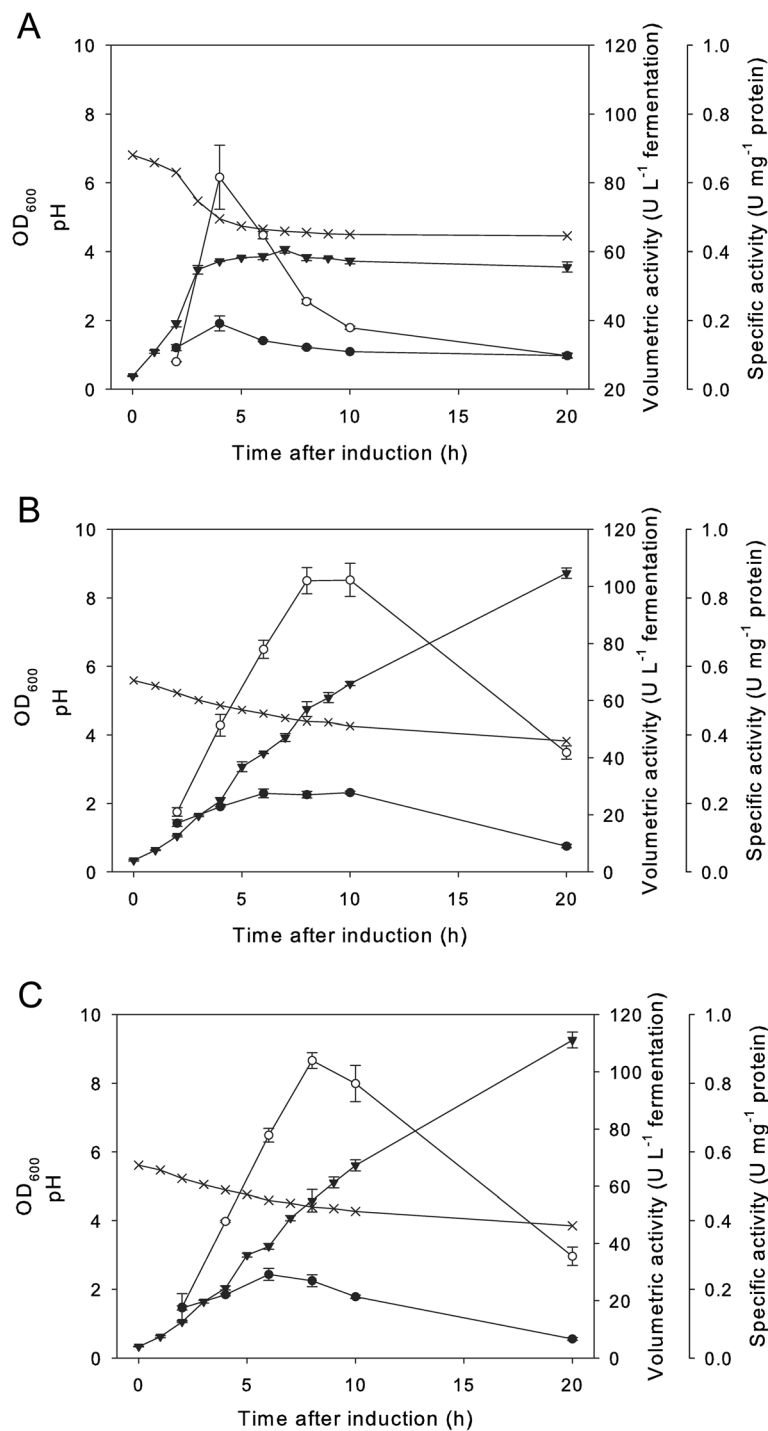 A
10
8
6
4
2
0
OD600
pH
120
100
80
60
40
20
Volumetric activity (U L-1 fermentation)
1.0
0.8
0.6
0.4
0.2
0.0
Specific activity (U mg-1 protein)
0 5 10 15 20
Time after induction (h)
B
10
8
6
4
2
0
OD600
pH
120
100
80
60
40
20
0
Volumetric activity (U L-1 fermentation)
1.0
0.8
0.6
0.4
0.2
0.0
Specific activity (U mg-1 protein)
0 5 10 15 20
Time after induction (h)
C
10
8
6
4
2
0
OD600
pH
120
100
80
60
40
20
0
Volumetric activity (U L-1 fermentation)
1.0
0.8
0.6
0.4
0.2
0.0
Specific activity (U mg-1 protein)
0 5 10 15 20
Time after induction (h)